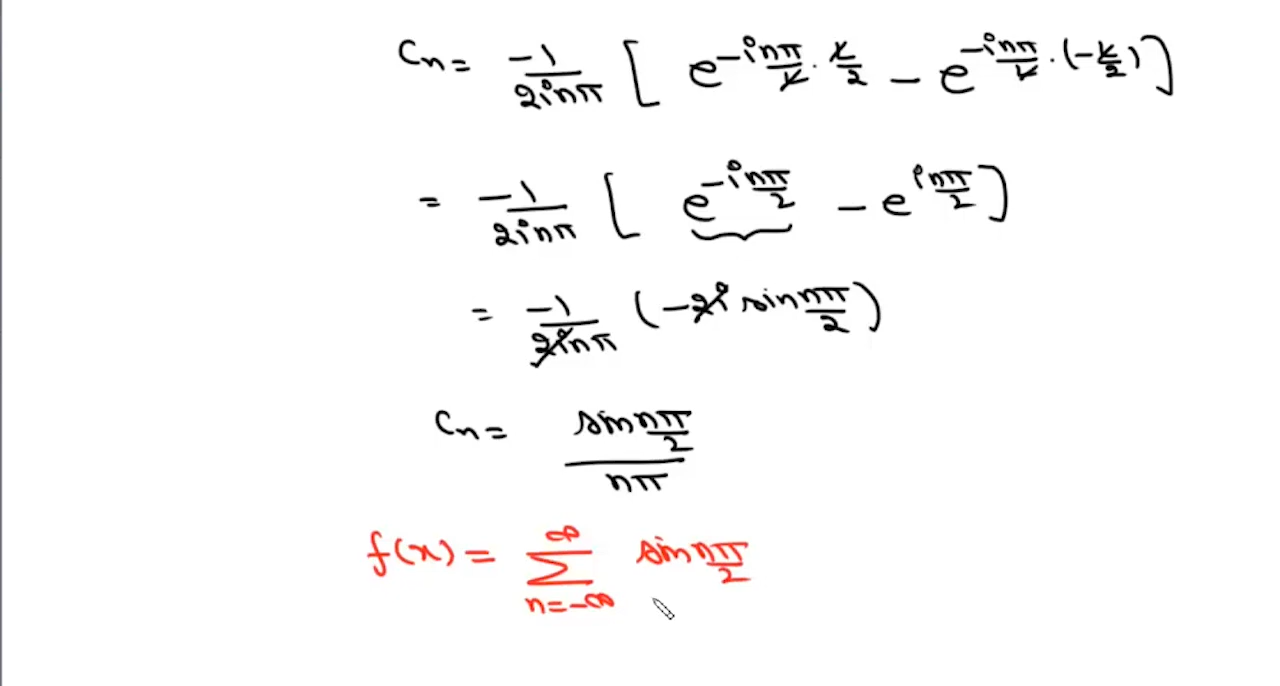 Cn = -1/2inπ [ e^(-inπ/k · k/2) - e^(-inπ/k · (-k/2)) ]
= -1/2inπ [ e^(-inπ/2) - e^(inπ/2) ]
= -1/2inπ (-2i sin nπ/2)
Cn = (sin nπ/2)/nπ
f(x) = ∑_(n=-∞)^∞ sin nπ/2